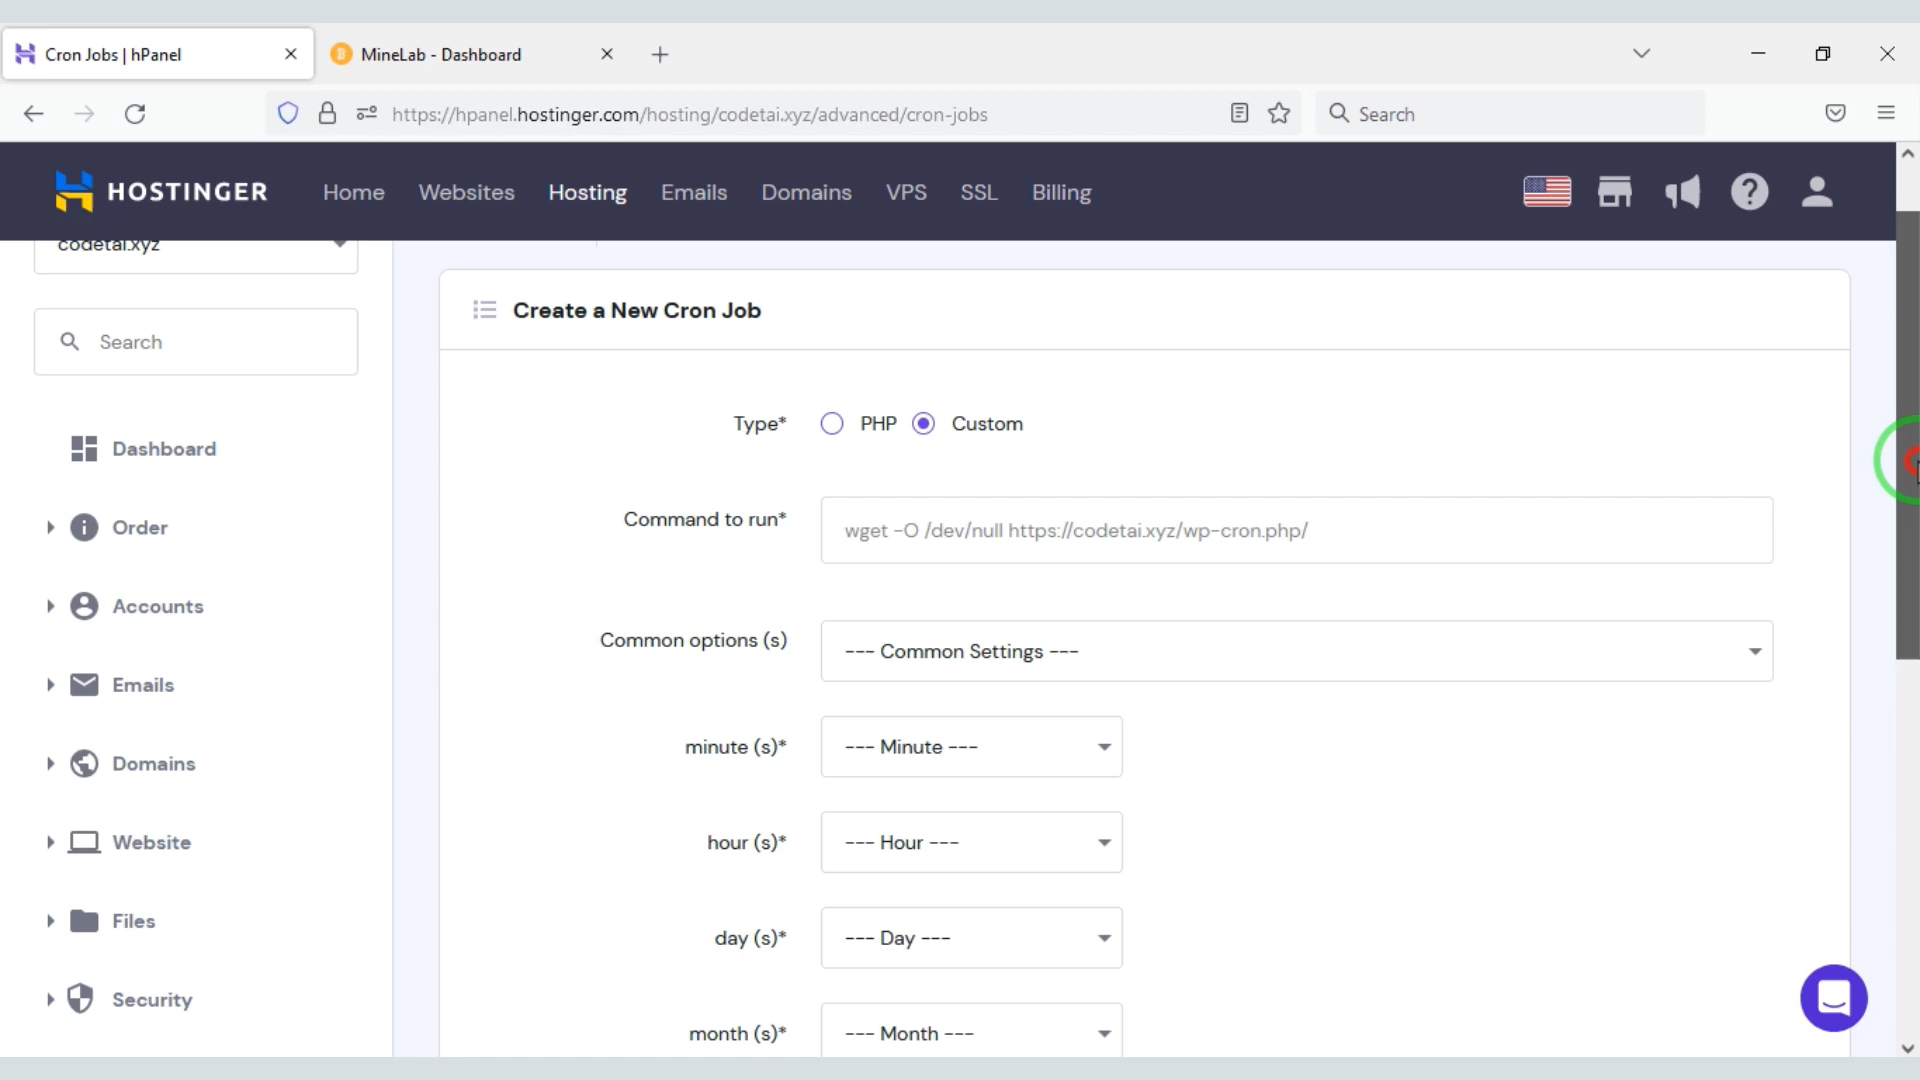 Cron Jobs | hPanel
MineLab - Dashboard
https://hpanel.hostinger.com/hosting/codetai.xyz/advanced/cron-jobs
Search
HOSTINGER
Home
Websites
Hosting
Emails
Domains
VPS
SSL
Billing
codetai.xyz
Search
Dashboard
Order
Accounts
Emails
Domains
Website
Files
Security
Create a New Cron Job
Type*
PHP
Custom
Command to run*
wget -O /dev/null https://codetai.xyz/wp-cron.php/
Common options (s)
--- Common Settings ---
minute (s)*
--- Minute ---
hour (s)*
--- Hour ---
day (s)*
--- Day ---
month (s)*
--- Month ---